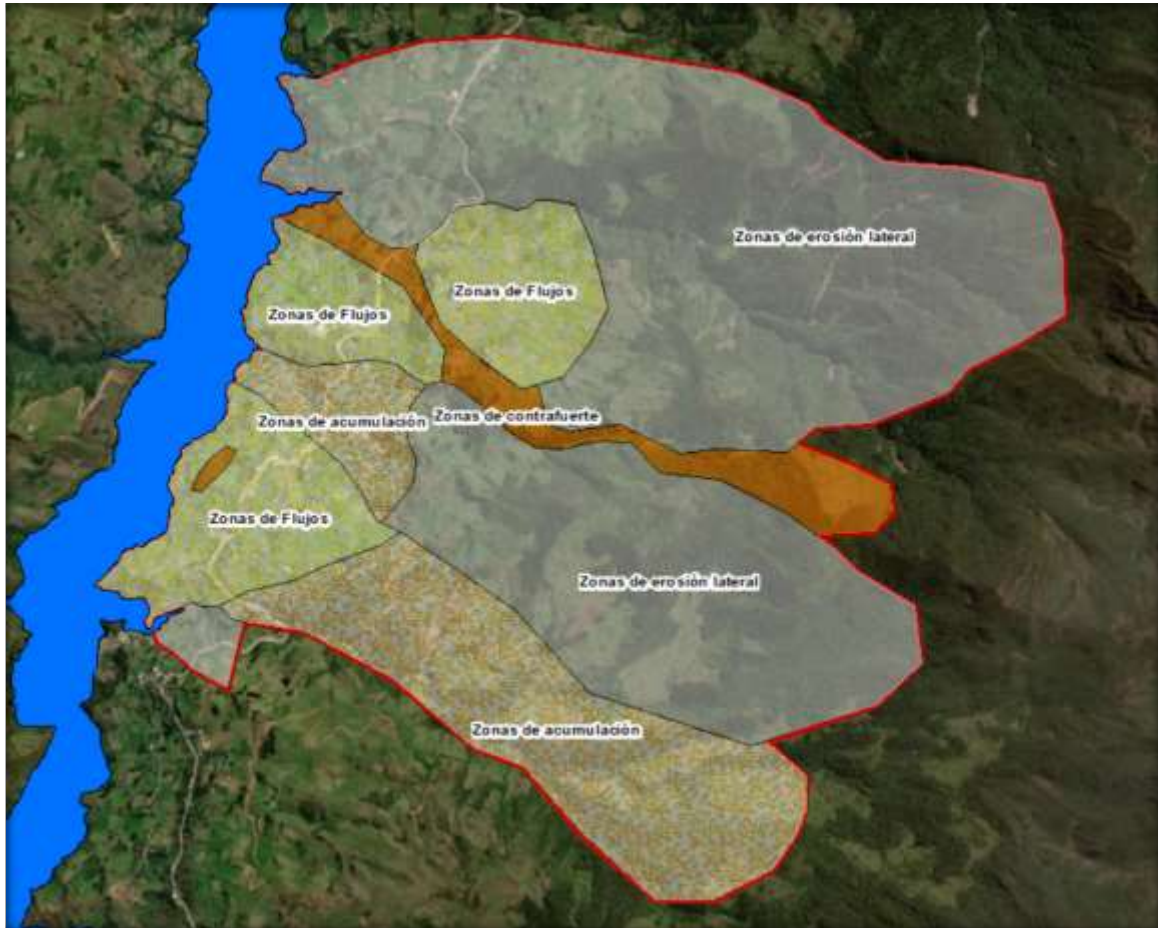 Zonas de erosión lateral
Zonas de Flujos
Zonas de Flujos
Zonas de contrafuerte
Zonas de acumulación
Zonas de Flujos
Zonas de erosión lateral
Zonas de acumulación